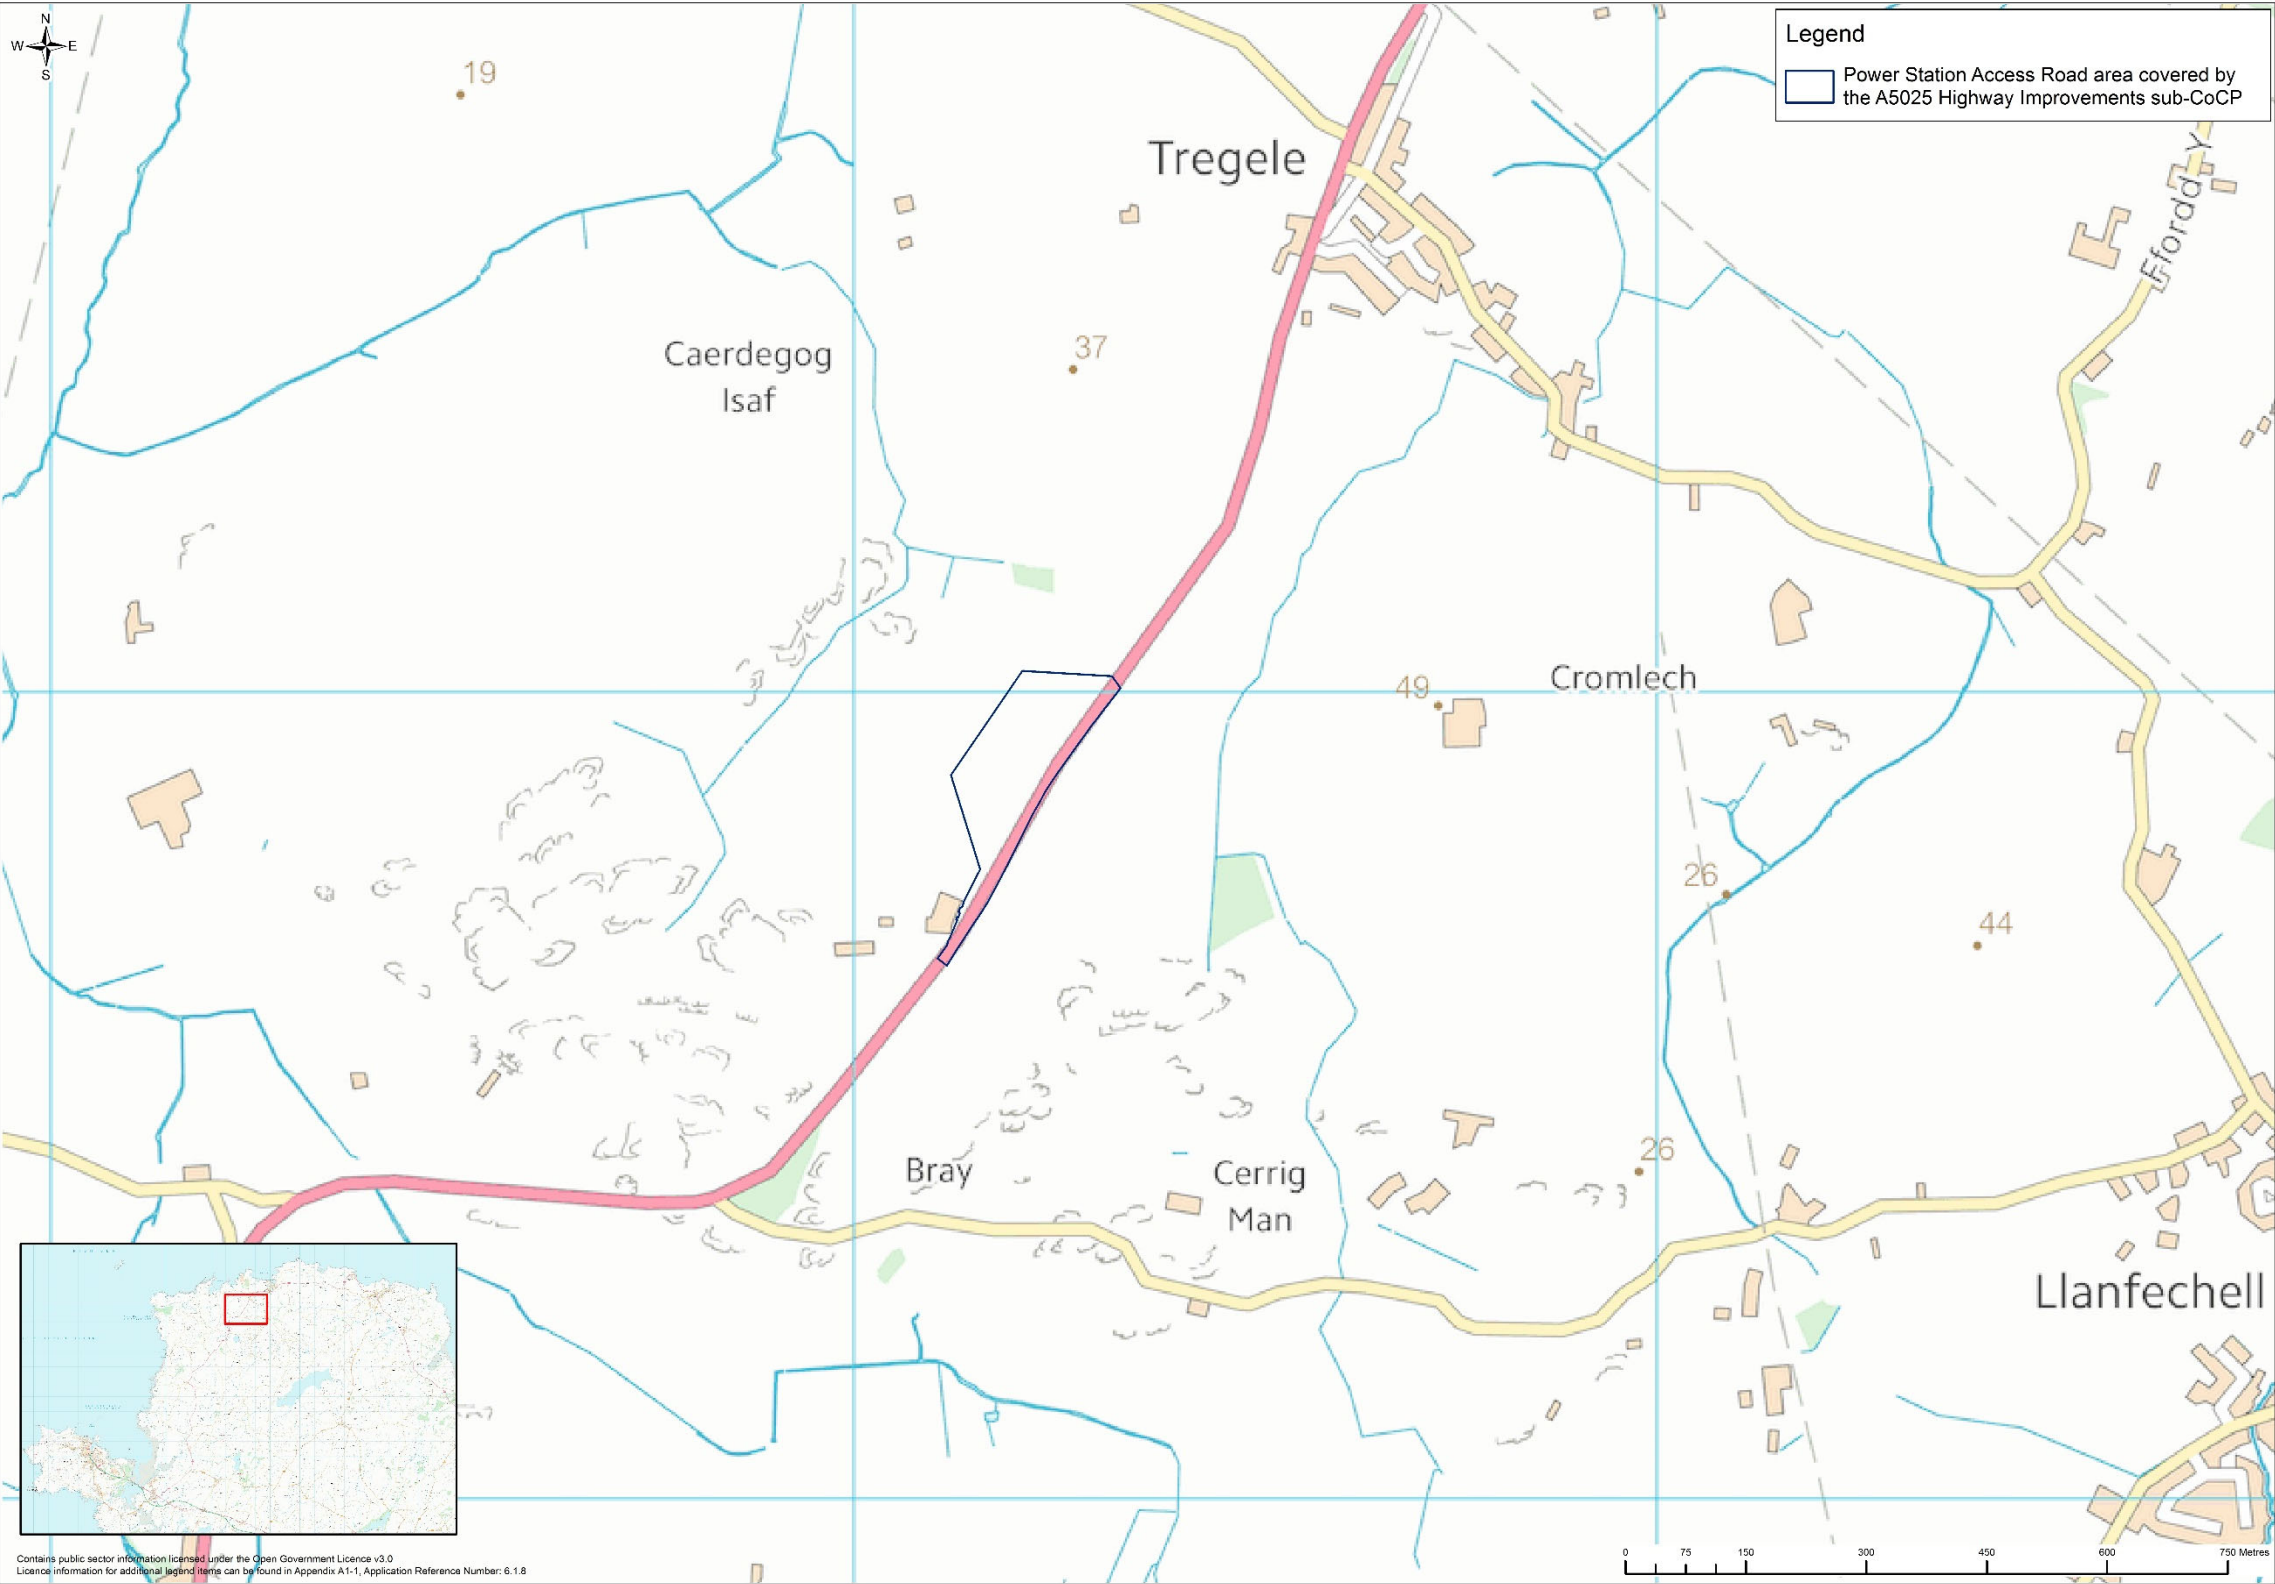 N
W E
S
19
Legend
Power Station Access Road area covered by
the A5025 Highway Improvements sub-CoCP
Tregele
Ffordd Y
37
Caerdegog
Isaf
49
Cromlech
26
44
26
Bray
Cerrig
Man
Llanfechell
0 75 150 300 450 600 750 Metres
Contains public sector information licensed under the Open Government Licence v3.0
Licence information for additional legend items can be found in Appendix A1-1, Application Reference Number: 6.1.8